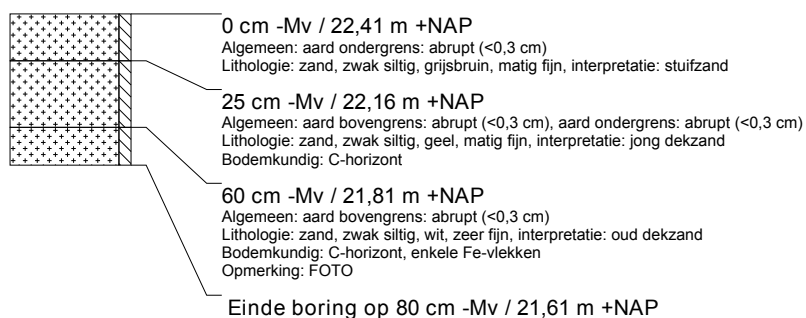 0 cm -Mv / 22,41 m +NAP
Algemeen: aard ondergrens: abrupt (<0,3 cm)
Lithologie: zand, zwak siltig, grijsbruin, matig fijn, interpretatie: stuifzand
25 cm -Mv / 22,16 m +NAP
Algemeen: aard bovengrens: abrupt (<0,3 cm), aard ondergrens: abrupt (<0,3 cm)
Lithologie: zand, zwak siltig, geel, matig fijn, interpretatie: jong dekzand
Bodemkundig: C-horizont
60 cm -Mv / 21,81 m +NAP
Algemeen: aard bovengrens: abrupt (<0,3 cm)
Lithologie: zand, zwak siltig, wit, zeer fijn, interpretatie: oud dekzand
Bodemkundig: C-horizont, enkele Fe-vlekken
Opmerking: FOTO
Einde boring op 80 cm -Mv / 21,61 m +NAP